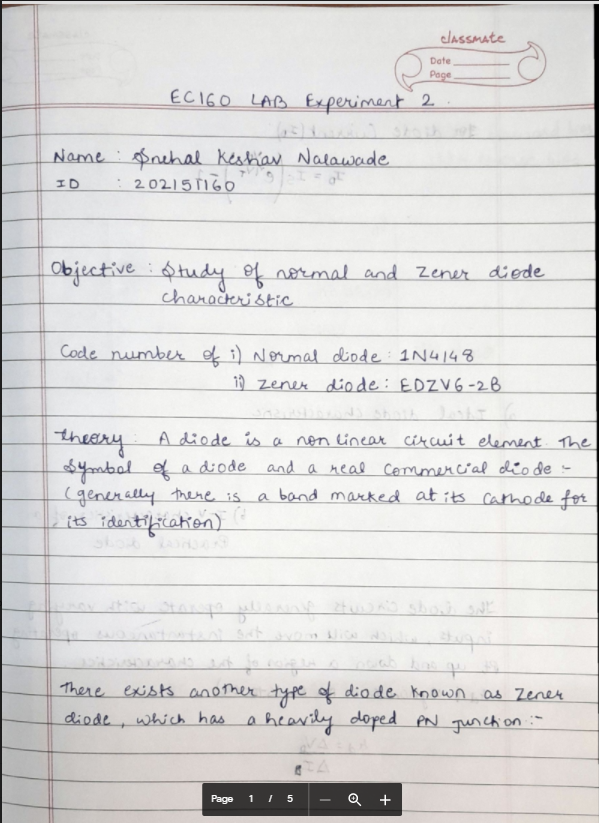 classmate
Date
Page
EC160 LAB Experiment 2.
Name : Snehal Keshav Nalawade
ID : 202151160
Objective : Study of normal and Zener diode
characteristic
Code number of i) Normal diode : 1N4148
ii) Zener diode : EDZV6-2B
Theory : A diode is a non linear circuit element. The
Symbol of a diode and a real commercial diode :-
(generally there is a band marked at its cathode for
its identification)
There exists another type of diode known as Zener
diode, which has a heavily doped PN junction :-
Page 1 / 5